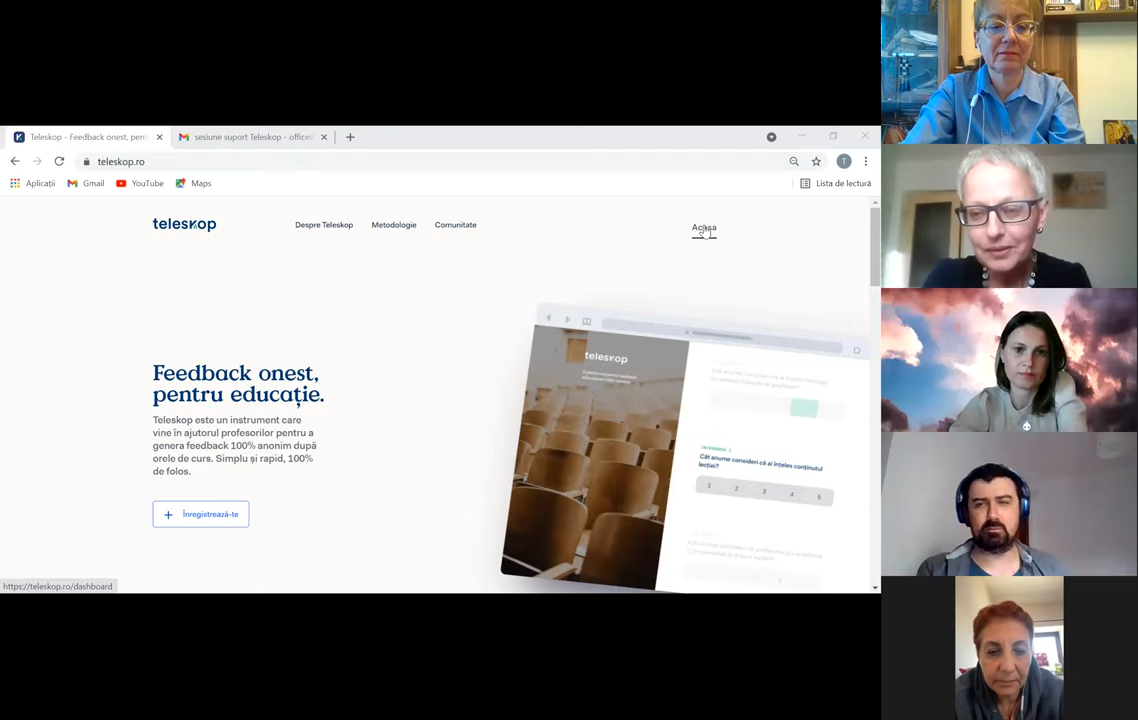 Teleskop - Feedback onest, pent
sesiune suport Teleskop - office@
teleskop.ro
T
Aplicații
Gmail
YouTube
Maps
Lista de lectură
teleskop
Despre Teleskop
Metodologie
Comunitate
Acasa
Feedback onest,
pentru educație.
Teleskop este un instrument care
vine în ajutorul profesorilor pentru a
genera feedback 100% anonim după
orele de curs. Simplu și rapid, 100%
de folos.
+ Înregistrează-te
teleskop
Cât anume consideri că ai înțeles conținutul
lecției?
1 2 3 4 5
https://teleskop.ro/dashboard